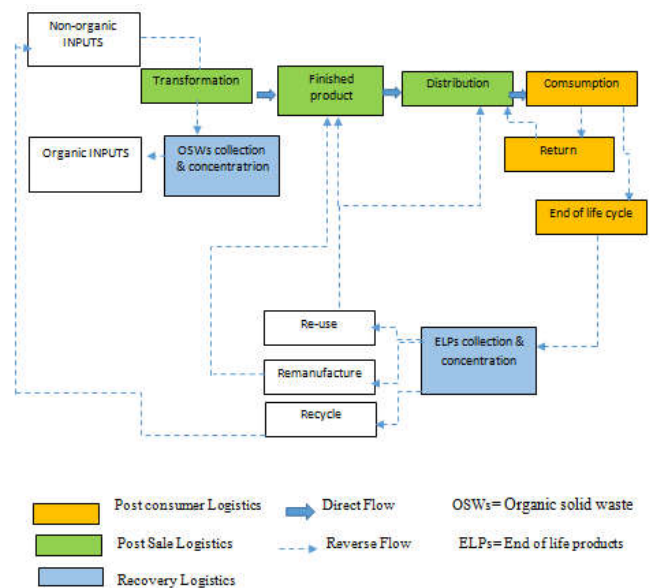 Non-organic
INPUTS
Transformation
Finished
product
Distribution
Comsumption
Organic INPUTS
OSWs collection
& concentratrion
Return
End of life cycle
Re-use
ELPs collection &
concentration
Remanufacture
Recycle
Post consumer Logistics
Direct Flow
OSWs= Organic solid waste
Post Sale Logistics
Reverse Flow
ELPs= End of life products
Recovery Logistics